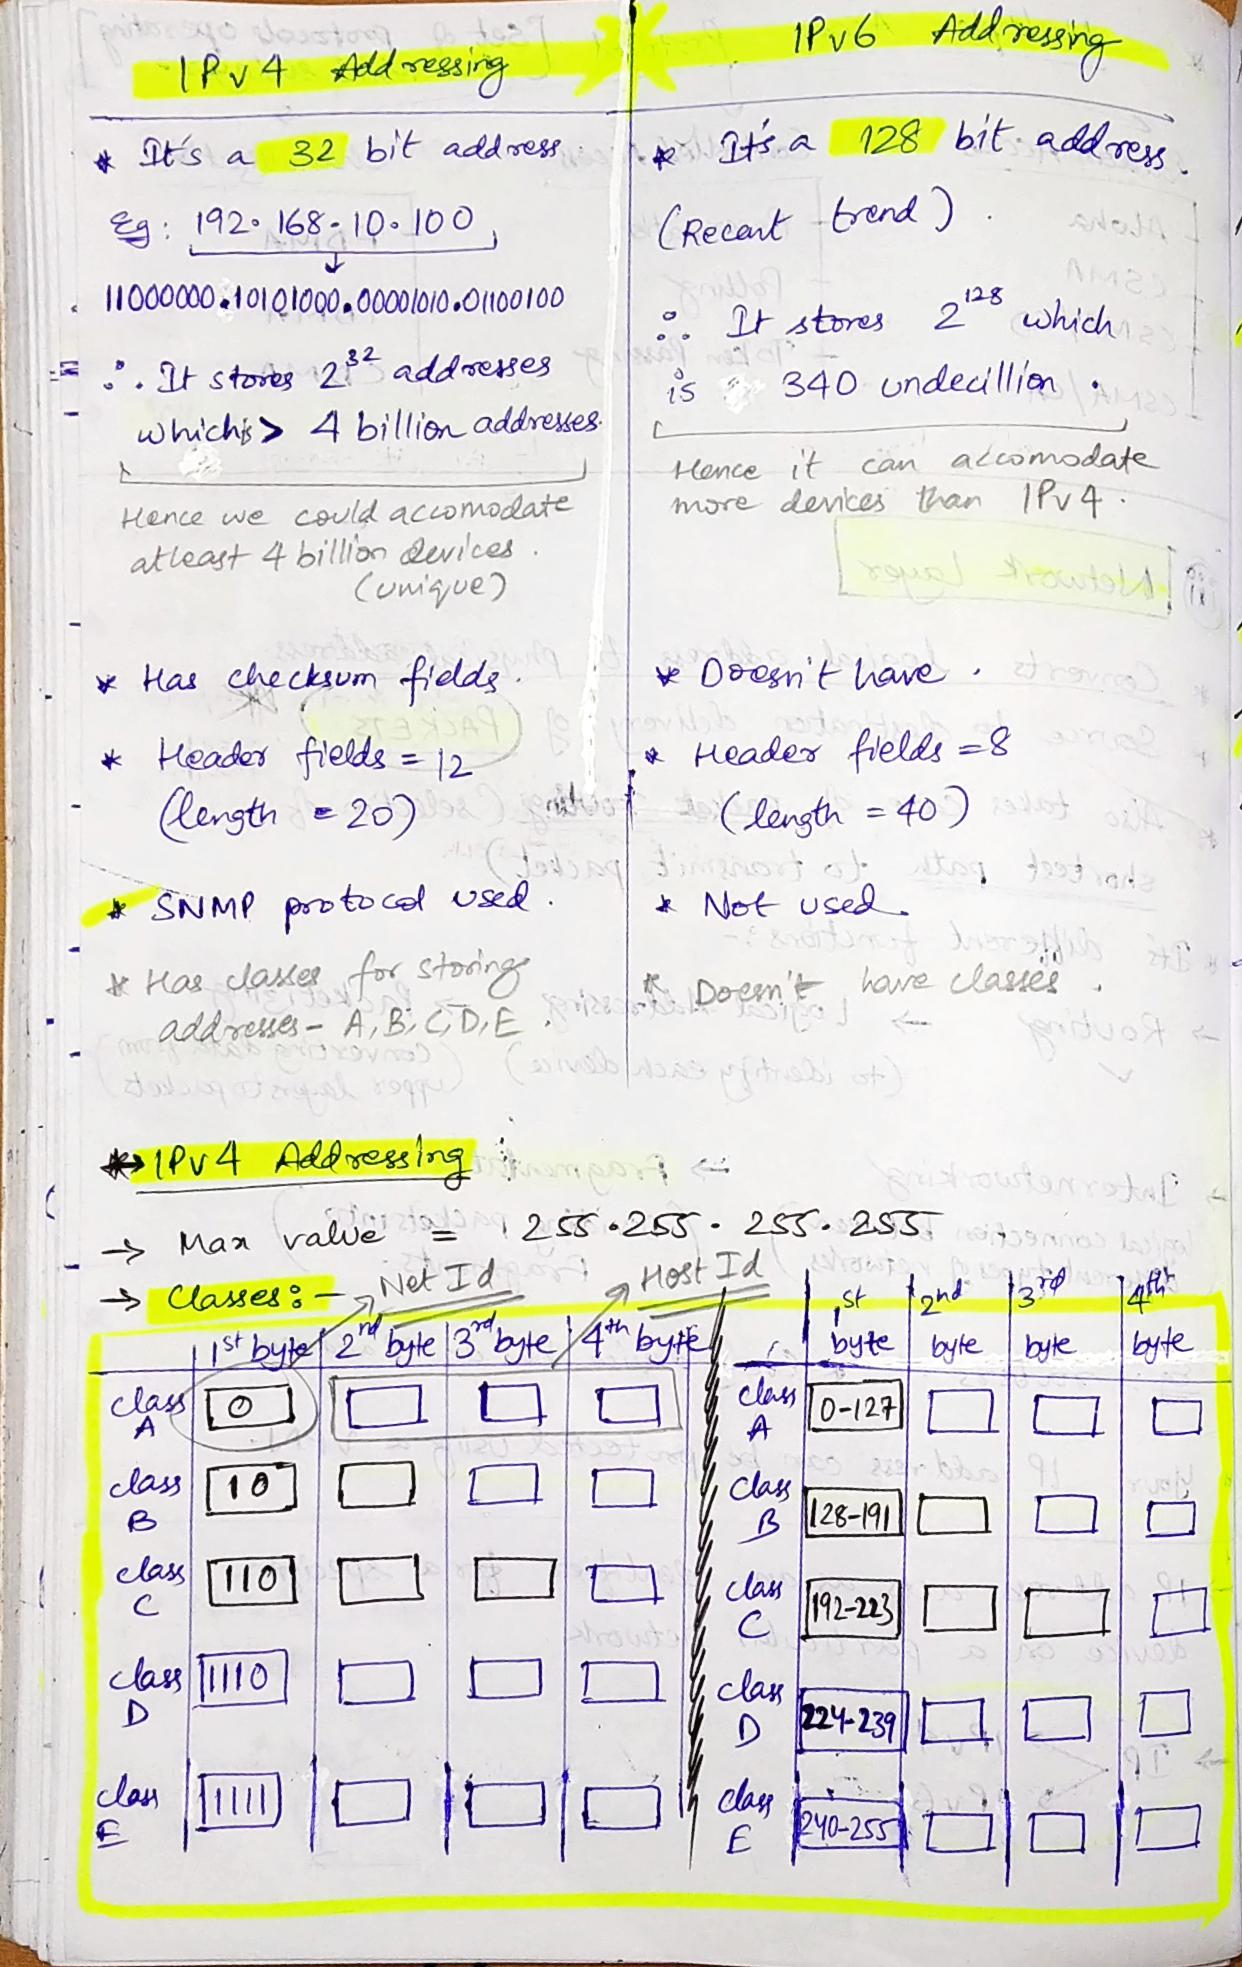 IPv4 Addressing
* It's a 32 bit address.
Eg: 192.168.10.100
11000000.10101000.00001010.01100100
∴ It stores 2^32 addresses
which is > 4 billion addresses.
Hence we could accomodate
atleast 4 billion devices.
(unique)
* Has checksum fields.
* Header fields = 12
(length = 20)
* SNMP protocol used.
* Has classes for storing
addresses - A, B, C, D, E.
IPv6 Addressing
* It's a 128 bit address.
(Recent trend).
∴ It stores 2^128 which
is 340 undecillion.
Hence it can accomodate
more devices than IPv4.
* Doesn't have.
* Header fields = 8
(length = 40)
* Not used.
* Doesn't have classes.
*→ IPv4 Addressing:
→ Max value = 255.255.255.255
→ Classes:- Net Id Host Id
1st byte 2nd byte 3rd byte 4th byte
class A 0
class B 10
class C 110
class D 1110
class E 1111
1st byte 2nd byte 3rd byte 4th byte
class A 0-127
class B 128-191
class C 192-223
class D 224-239
class E 240-255